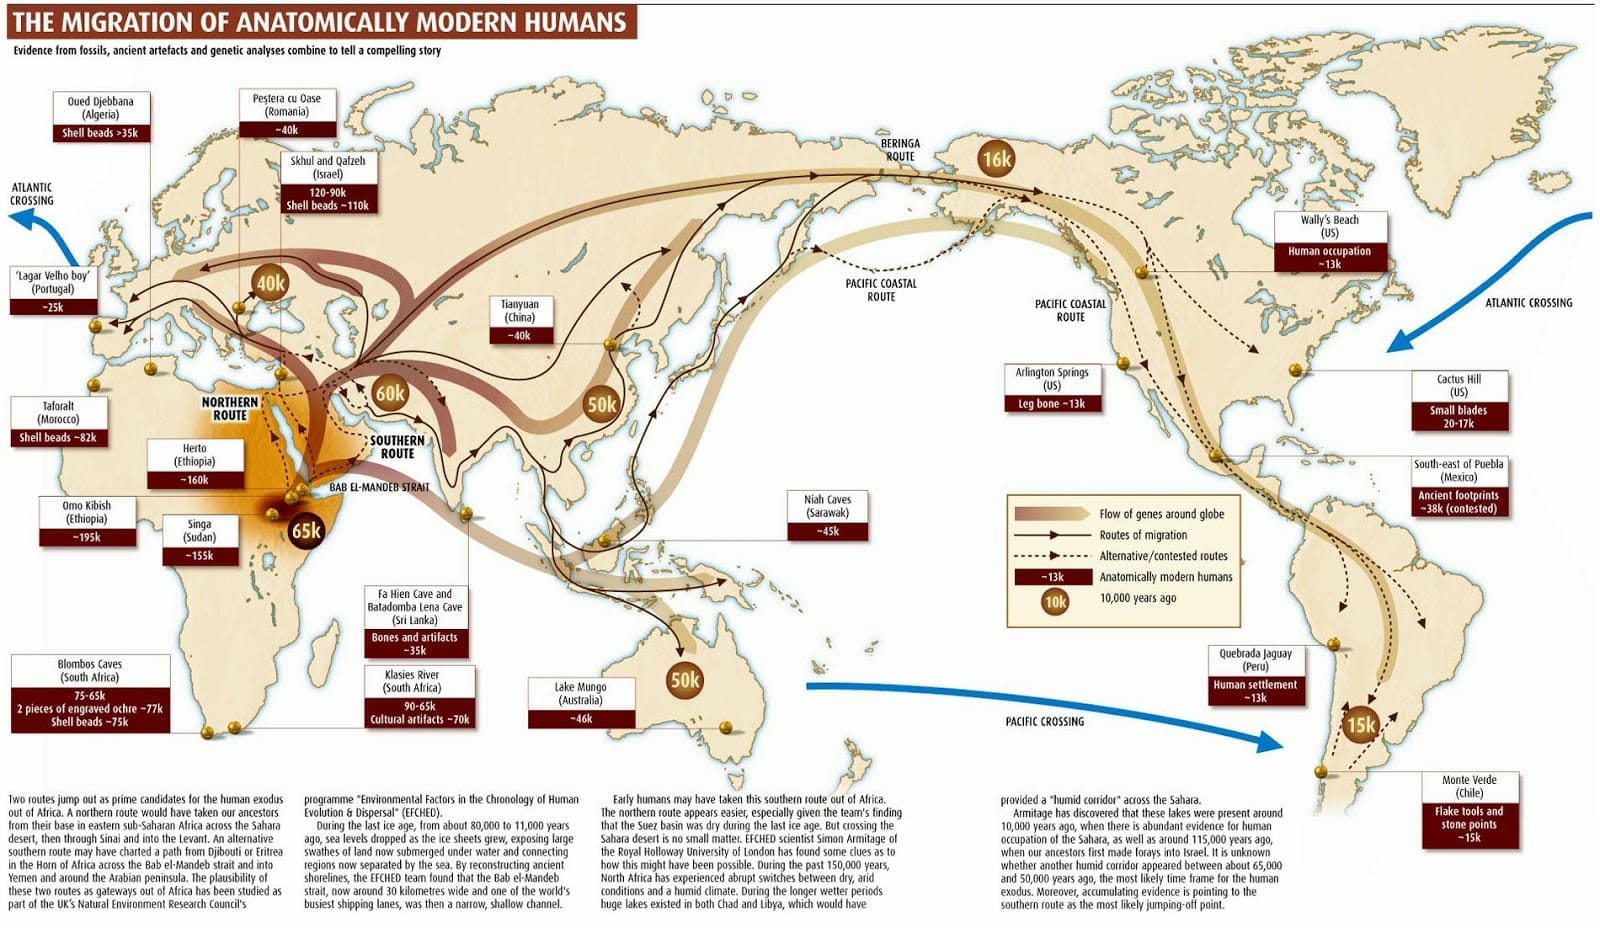 THE MIGRATION OF ANATOMICALLY MODERN HUMANS
Evidence from fossils, ancient artefacts and genetic analyses combine to tell a compelling story
Oued Djebbana
(Algeria)
Shell beads >35k
Peştera cu Oase
(Romania)
~40k
Skhul and Qafzeh
(Israel)
120-90k
Shell beads ~110k
ATLANTIC
CROSSING
'Lagar Velho boy'
(Portugal)
~25k
40k
Taforalt
(Morocco)
Shell beads ~82k
NORTHERN
ROUTE
Herto
(Ethiopia)
~160k
Omo Kibish
(Ethiopia)
~195k
Singa
(Sudan)
~155k
65k
60k
SOUTHERN
ROUTE
BAB EL-MANDEB STRAIT
Tianyuan
(China)
~40k
50k
BERINGA
ROUTE
16k
PACIFIC COASTAL
ROUTE
PACIFIC COASTAL
ROUTE
Wally's Beach
(US)
Human occupation
~13k
ATLANTIC CROSSING
Arlington Springs
(US)
Leg bone ~13k
Cactus Hill
(US)
Small blades
20-17k
South-east of Puebla
(Mexico)
Ancient footprints
~38k (contested)
Niah Caves
(Sarawak)
~45k
Flow of genes around globe
Routes of migration
Alternative/contested routes
~13k
Anatomically modern humans
10k
10,000 years ago
Fa Hien Cave and
Batadomba Lena Cave
(Sri Lanka)
Bones and artifacts
~35k
Blombos Caves
(South Africa)
75-65k
2 pieces of engraved ochre ~77k
Shell beads ~75k
Klasies River
(South Africa)
90-65k
Cultural artifacts ~70k
Lake Mungo
(Australia)
~46k
50k
PACIFIC CROSSING
Quebrada Jaguay
(Peru)
Human settlement
~13k
15k
Monte Verde
(Chile)
Flake tools and
stone points
~15k
Two routes jump out as prime candidates for the human exodus
out of Africa. A northern route would have taken our ancestors
from their base in eastern sub-Saharan Africa across the Sahara
desert, then through Sinai and into the Levant. An alternative
southern route may have charted a path from Djibouti or Eritrea
in the Horn of Africa across the Bab el-Mandeb strait and into
Yemen and around the Arabian peninsula. The plausibility of
these two routes as gateways out of Africa has been studied as
part of the UK's Natural Environment Research Council's
programme "Environmental Factors in the Chronology of Human
Evolution & Dispersal" (EFCHED).
During the last ice age, from about 80,000 to 11,000 years
ago, sea levels dropped as the ice sheets grew, exposing large
swathes of land now submerged under water and connecting
regions now separated by the sea. By reconstructing ancient
shorelines, the EFCHED team found that the Bab el-Mandeb
strait, now around 30 kilometres wide and one of the world's
busiest shipping lanes, was then a narrow, shallow channel.
Early humans may have taken this southern route out of Africa.
The northern route appears easier, especially given the team's finding
that the Suez basin was dry during the last ice age. But crossing the
Sahara desert is no small matter. EFCHED scientist Simon Armitage of
the Royal Holloway University of London has found some clues as to
how this might have been possible. During the past 150,000 years,
North Africa has experienced abrupt switches between dry, arid
conditions and a humid climate. During the longer wetter periods
huge lakes existed in both Chad and Libya, which would have
provided a "humid corridor" across the Sahara.
Armitage has discovered that these lakes were present around
10,000 years ago, when there is abundant evidence for human
occupation of the Sahara, as well as around 115,000 years ago,
when our ancestors first made forays into Israel. It is unknown
whether another humid corridor appeared between about 65,000
and 50,000 years ago, the most likely time frame for the human
exodus. Moreover, accumulating evidence is pointing to the
southern route as the most likely jumping-off point.